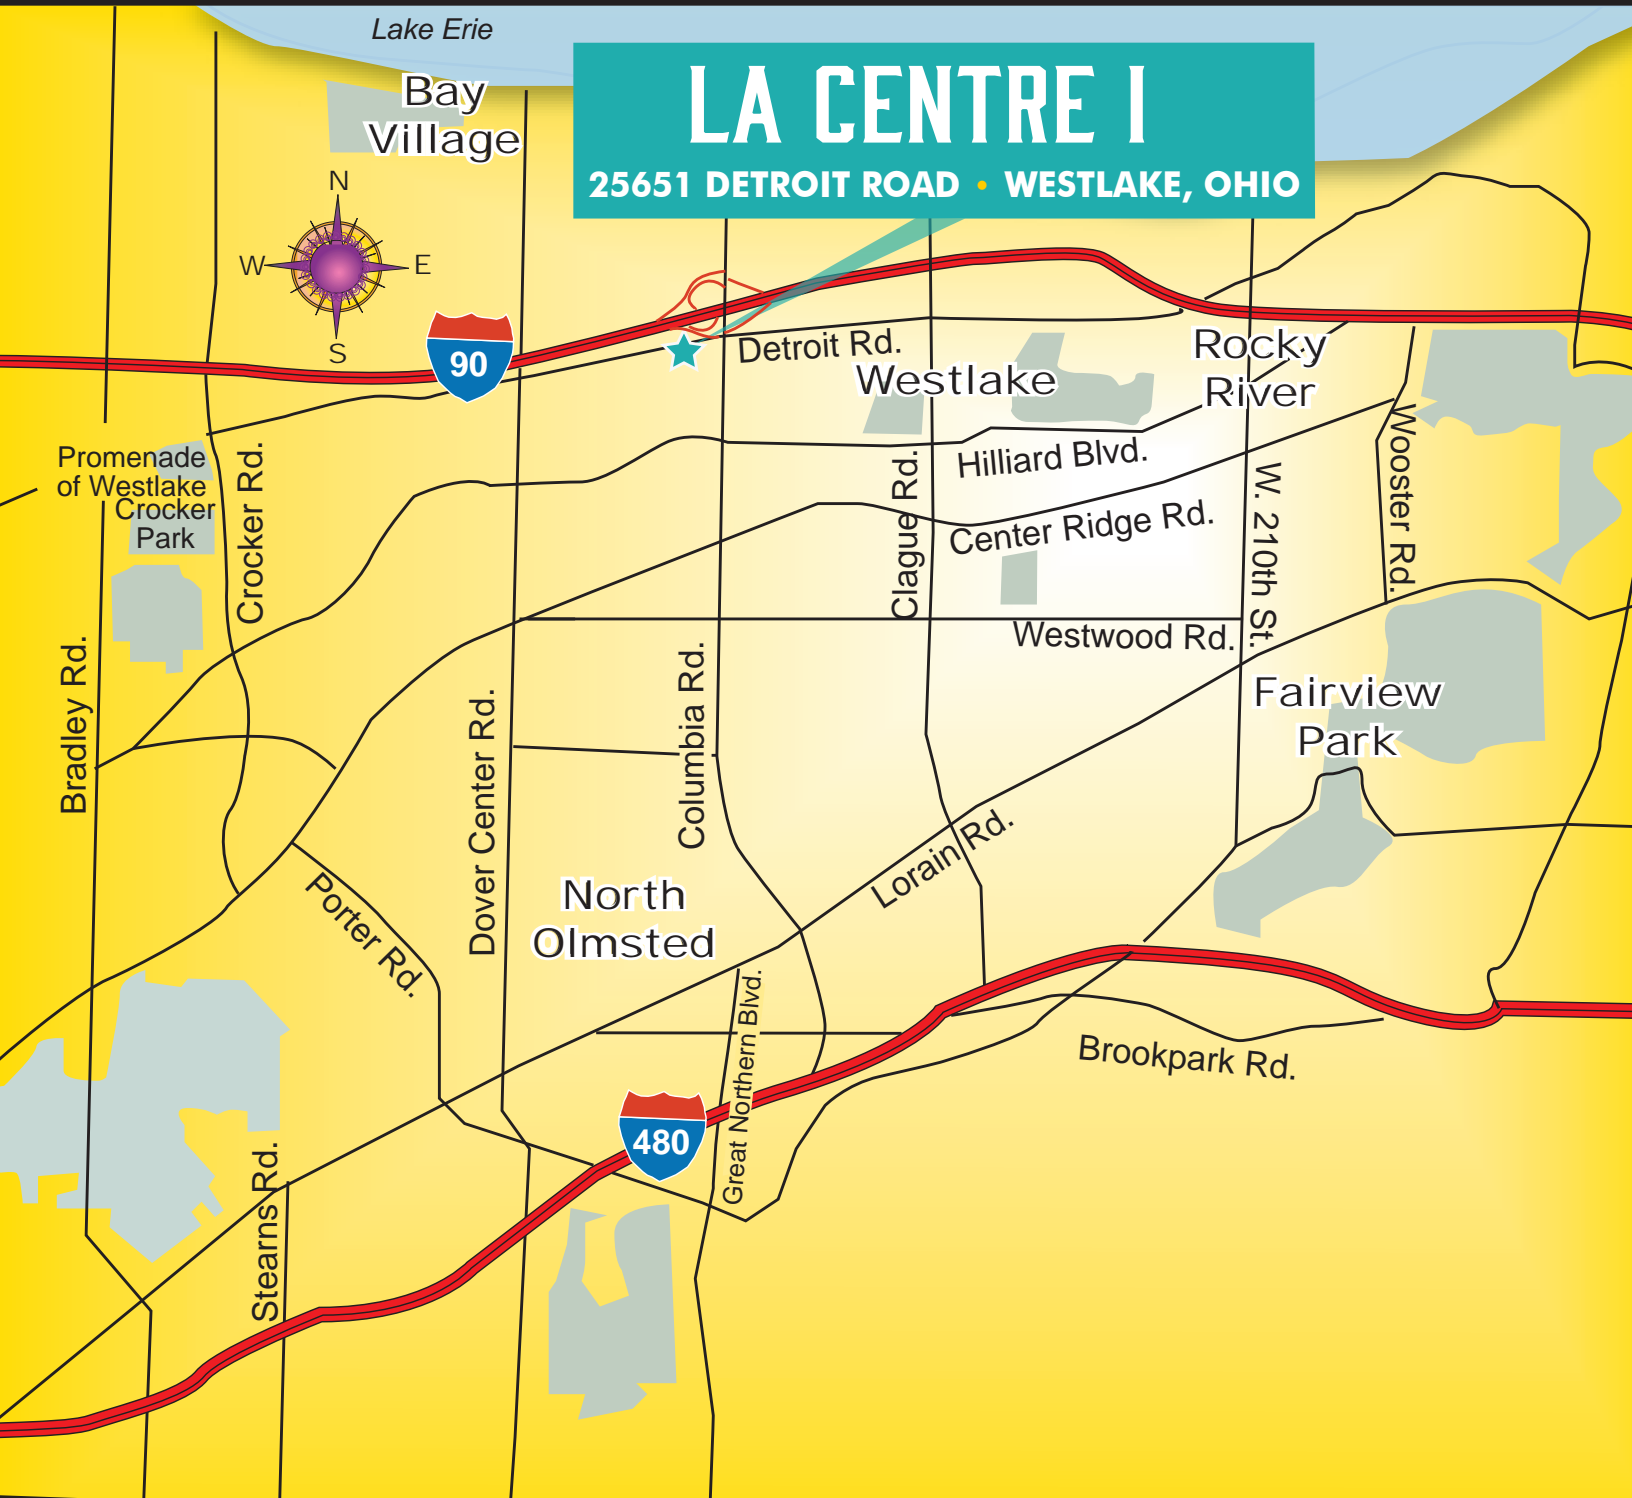 Lake Erie
LA CENTRE I
25651 DETROIT ROAD • WESTLAKE, OHIO
Bay
Village
N
W
E
S
90
Detroit Rd.
Westlake
Rocky
River
Promenade
of Westlake
Crocker
Park
Crocker Rd.
Hilliard Blvd.
Clague Rd.
Center Ridge Rd.
W. 210th St.
Wooster Rd.
Westwood Rd.
Bradley Rd.
Dover Center Rd.
Columbia Rd.
Fairview
Park
Lorain Rd.
Porter Rd.
North
Olmsted
Great Northern Blvd.
Brookpark Rd.
480
Stearns Rd.